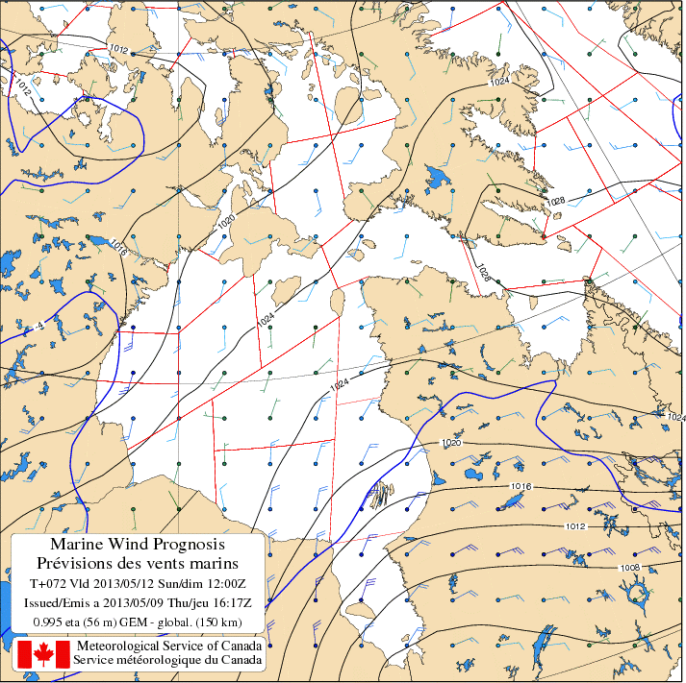 1012
1012
1024
1028
1020
1016
1028
1024
1024
1024
1020
1016
1012
1008
Marine Wind Prognosis
Prévisions des vents marins
T+072 Vld 2013/05/12 Sun/dim 12:00Z
Issued/Emis a 2013/05/09 Thu/jeu 16:17Z
0.995 eta (56 m) GEM - global. (150 km)
Meteorological Service of Canada
Service météorologique du Canada